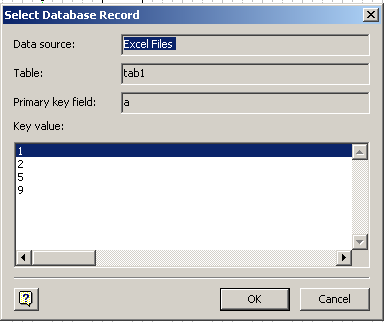 Select Database Record
Data source: Excel Files
Table: tab1
Primary key field: a
Key value:
1
2
5
9
OK Cancel